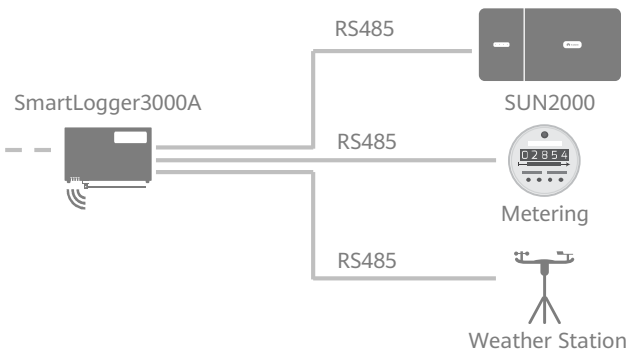 RS485
SmartLogger3000A
SUN2000
RS485
02854
Metering
RS485
Weather Station